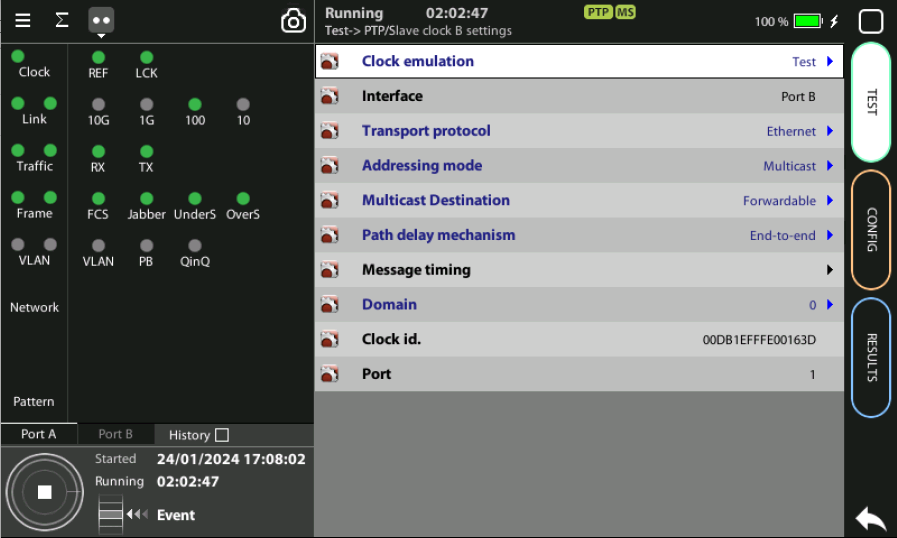 Σ
Clock
REF
LCK
Link
10G
1G
100
10
Traffic
RX
TX
Frame
FCS
Jabber
UnderS
OverS
VLAN
VLAN
PB
QinQ
Network
Pattern
Port A
Port B
History
Started 24/01/2024 17:08:02
Running 02:02:47
Event
Running 02:02:47 PTP MS
Test-> PTP/Slave clock B settings
100 %
Clock emulation Test
Interface Port B
Transport protocol Ethernet
Addressing mode Multicast
Multicast Destination Forwardable
Path delay mechanism End-to-end
Message timing
Domain 0
Clock id. 00DB1EFFFE00163D
Port 1
TEST
CONFIG
RESULTS